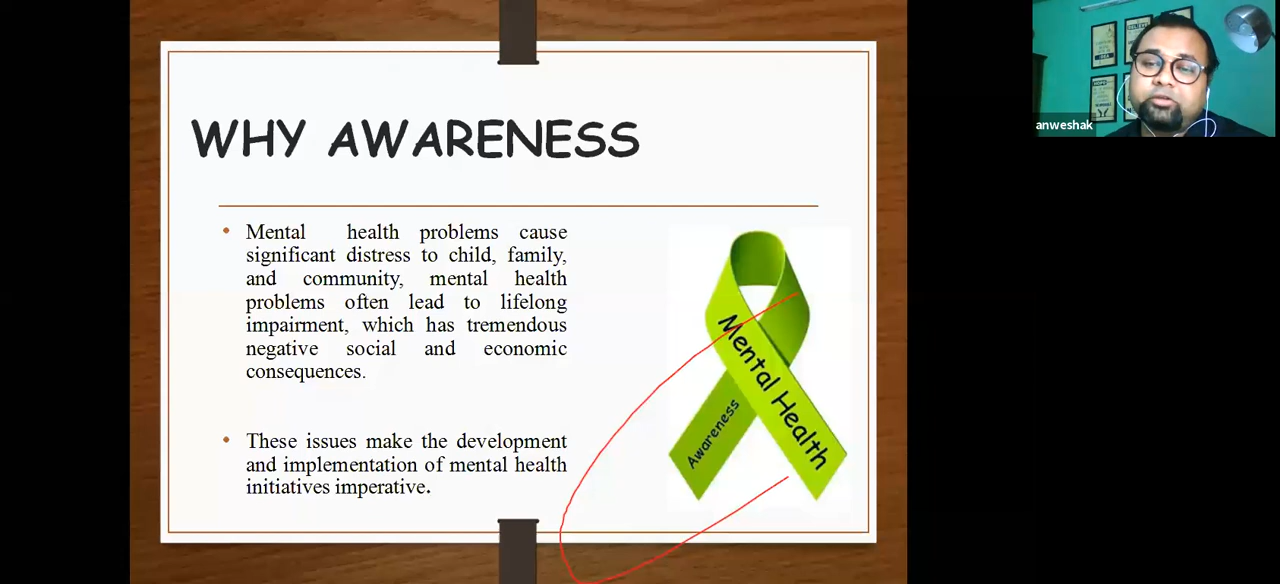 WHY AWARENESS
• Mental health problems cause
significant distress to child, family,
and community, mental health
problems often lead to lifelong
impairment, which has tremendous
negative social and economic
consequences.
• These issues make the development
and implementation of mental health
initiatives imperative.
Mental Health
Awareness
anweshak